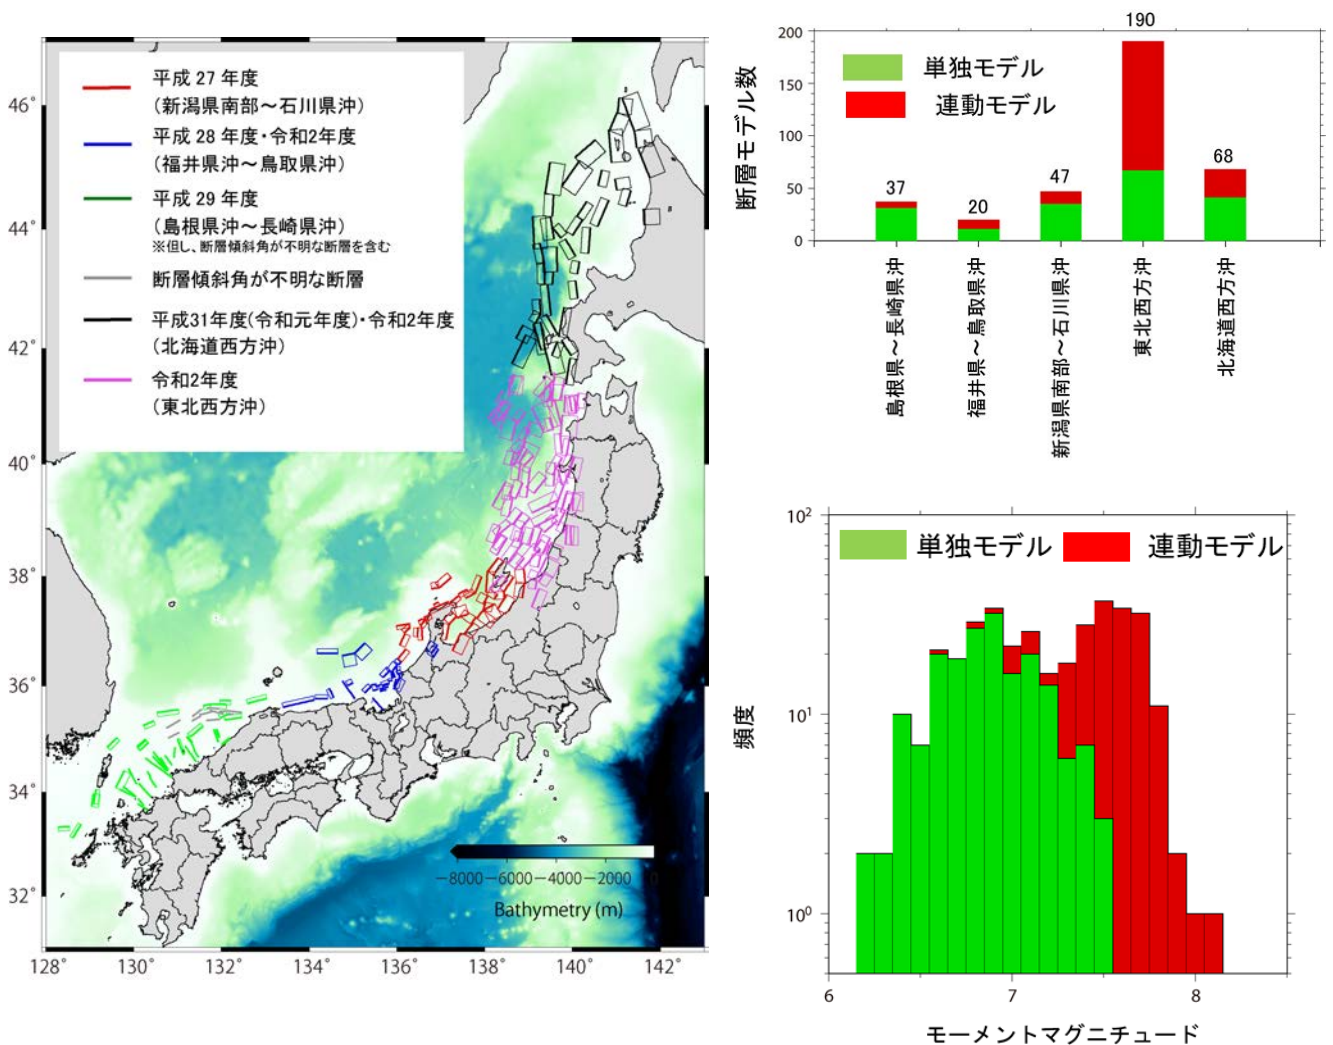 平成 27 年度
（新潟県南部～石川県沖）
平成 28 年度・令和2年度
（福井県沖～鳥取県沖）
平成 29 年度
（島根県沖～長崎県沖）
※但し、断層傾斜角が不明な断層を含む
断層傾斜角が不明な断層
平成31年度(令和元年度)・令和2年度
（北海道西方沖）
令和2年度
（東北西方沖）
46°
44°
42°
40°
38°
36°
34°
32°
128 130 132 134 136 138 140 142
−8000 −6000 −4000 −2000 0
Bathymetry (m)
断層モデル数
200
150
100
50
0
単独モデル
連動モデル
37
20
47
190
68
島根県～長崎県沖
福井県～鳥取県沖
新潟県南部～石川県沖
東北西方沖
北海道西方沖
頻度
10²
10¹
10⁰
単独モデル
連動モデル
6 7 8
モーメントマグニチュード